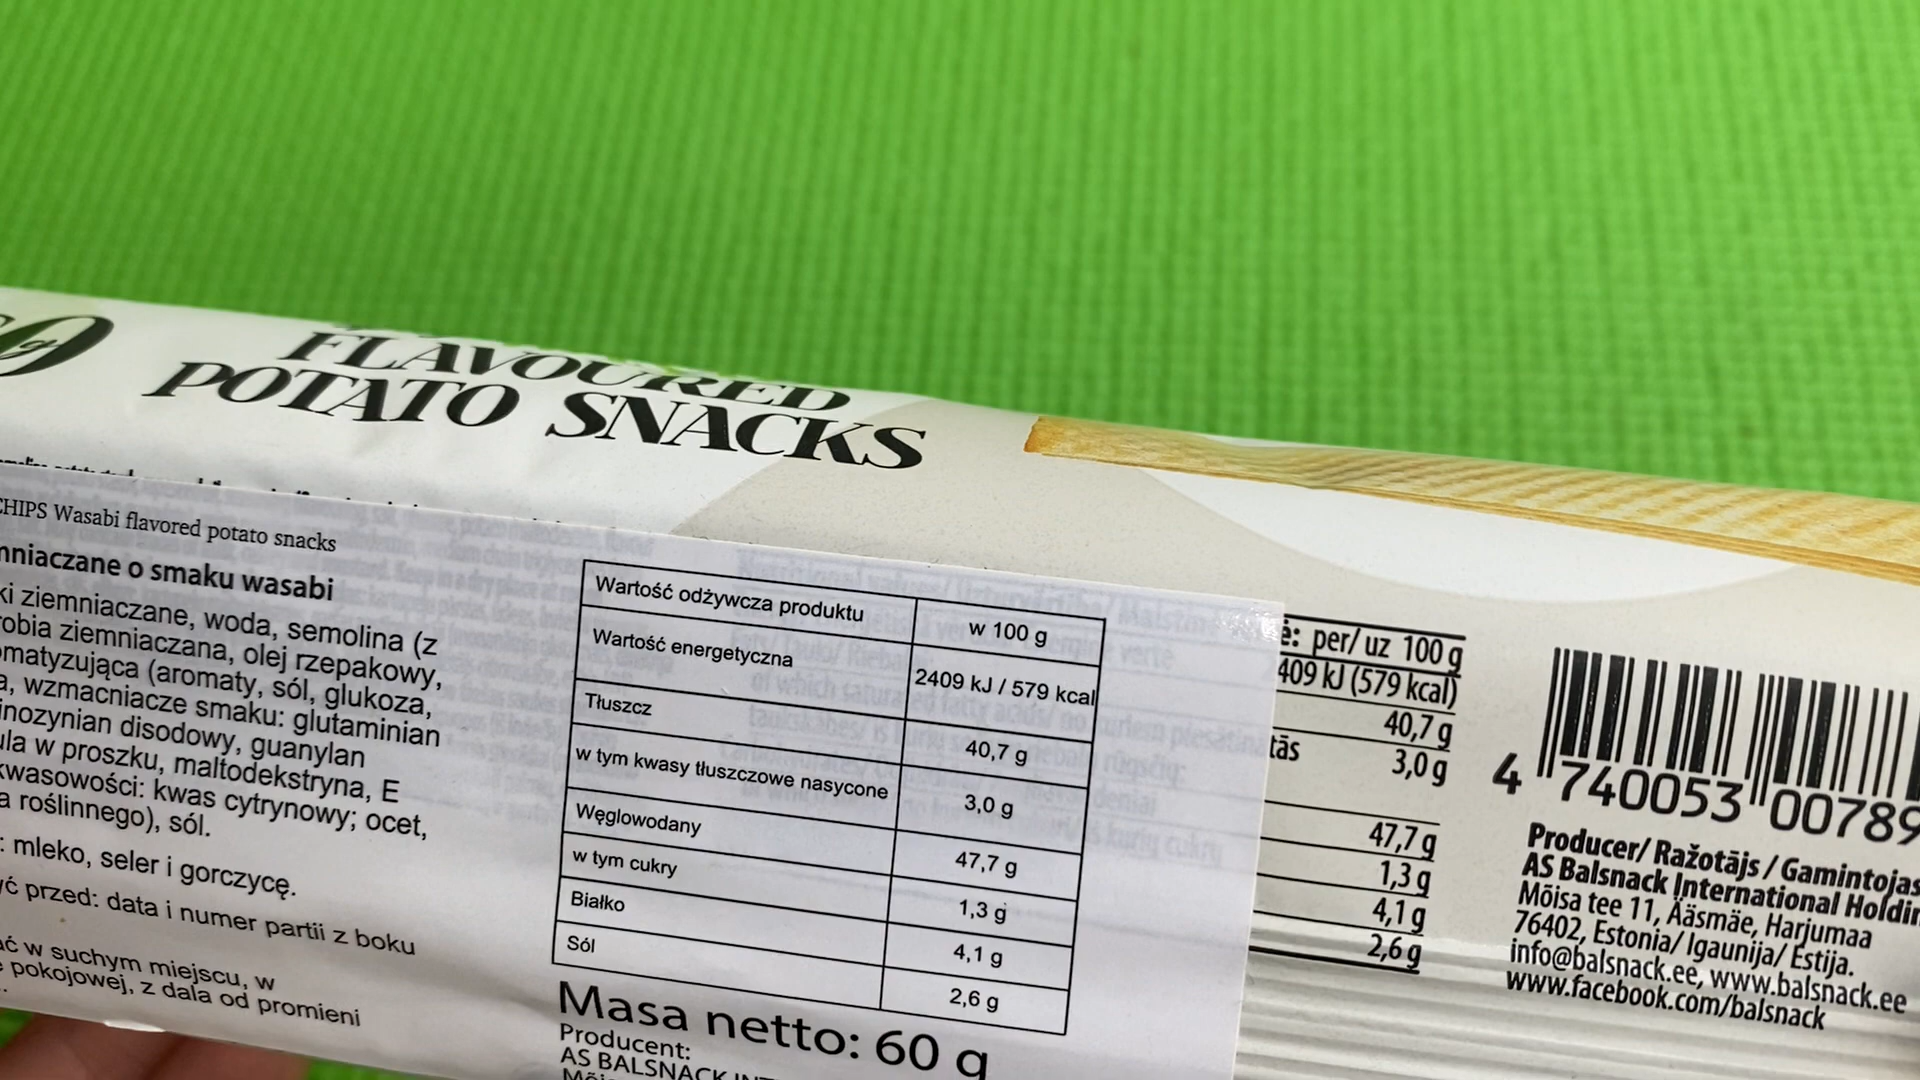 FLAVOURED
POTATO SNACKS
CHIPS Wasabi flavored potato snacks
mniaczane o smaku wasabi
ki ziemniaczane, woda, semolina (z
robia ziemniaczana, olej rzepakowy,
omatyzująca (aromaty, sól, glukoza,
a, wzmacniacze smaku: glutaminian
inozynian disodowy, guanylan
ula w proszku, maltodekstryna, E
kwasowości: kwas cytrynowy; ocet,
a roślinnego), sól.
: mleko, seler i gorczycę.
yć przed: data i numer partii z boku
ać w suchym miejscu, w
e pokojowej, z dala od promieni
Wartość odżywcza produktu w 100 g
Wartość energetyczna 2409 kJ / 579 kcal
Tłuszcz 40,7 g
w tym kwasy tłuszczowe nasycone 3,0 g
Węglowodany 47,7 g
w tym cukry 1,3 g
Białko 4,1 g
Sól 2,6 g
Masa netto: 60 g
Producent:
AS BALSNACK
ė: per/ uz 100 g
409 kJ (579 kcal)
40,7 g
tās 3,0 g
47,7 g
1,3 g
4,1 g
2,6 g
4 740053 00789
Producer/ Ražotājs / Gamintojas
AS Balsnack International Holdin
Mõisa tee 11, Ääsmäe, Harjumaa
76402, Estonia/ Igaunija/ Estija.
info@balsnack.ee, www.balsnack.ee
www.facebook.com/balsnack